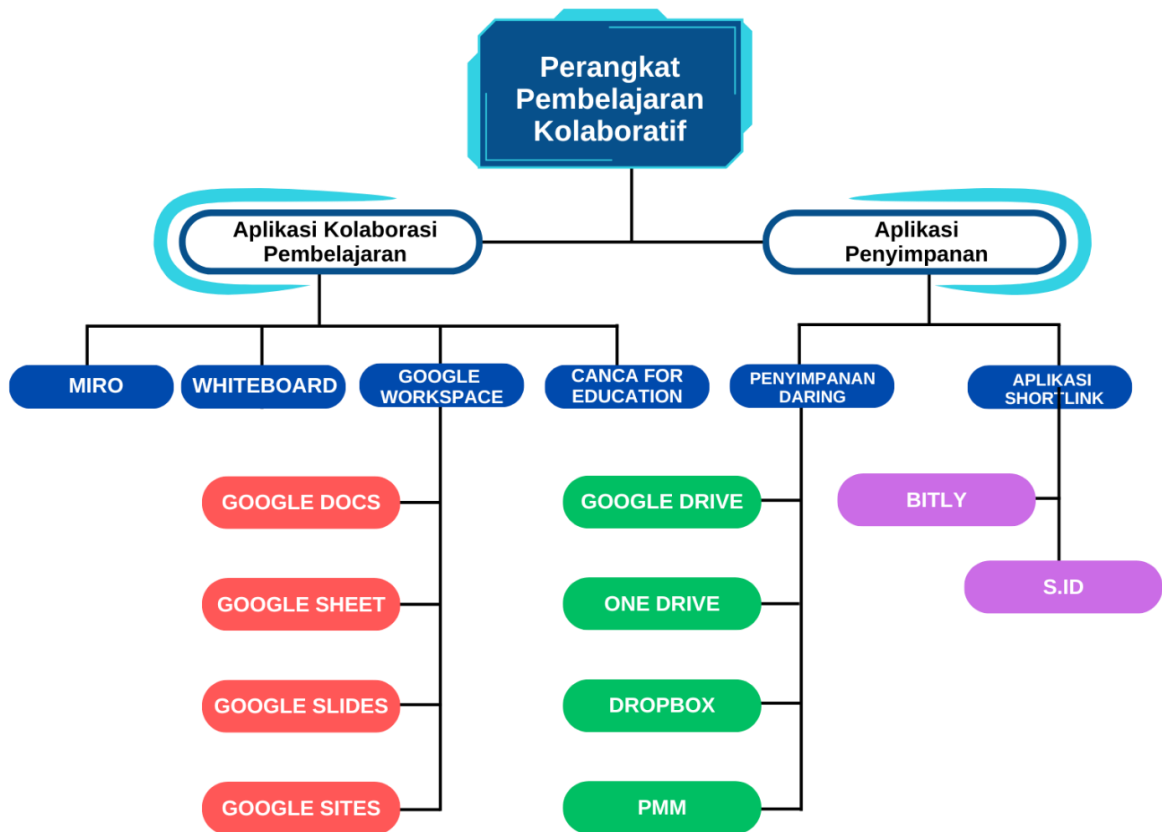 Perangkat
Pembelajaran
Kolaboratif
Aplikasi Kolaborasi
Pembelajaran
Aplikasi
Penyimpanan
MIRO
WHITEBOARD
GOOGLE
WORKSPACE
CANCA FOR
EDUCATION
PENYIMPANAN
DARING
APLIKASI
SHORTLINK
GOOGLE DOCS
GOOGLE SHEET
GOOGLE SLIDES
GOOGLE SITES
GOOGLE DRIVE
ONE DRIVE
DROPBOX
PMM
BITLY
S.ID